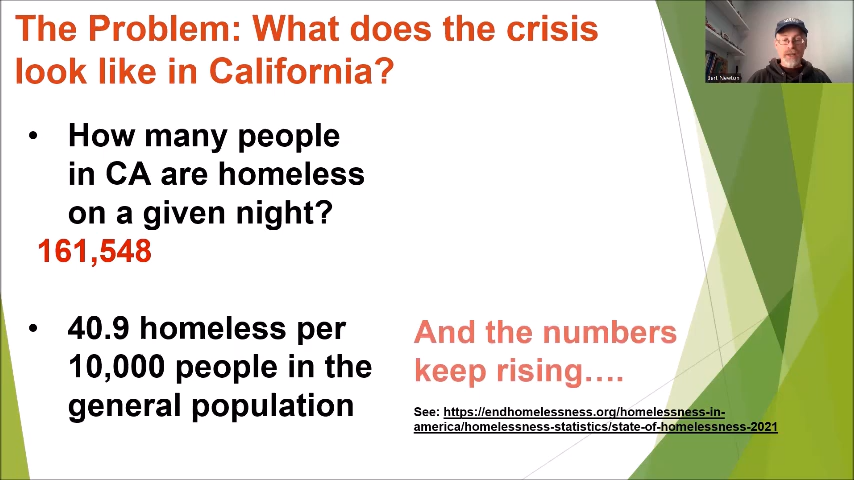 The Problem: What does the crisis
look like in California?
• How many people
in CA are homeless
on a given night?
161,548
• 40.9 homeless per
10,000 people in the
general population
And the numbers
keep rising….
See: https://endhomelessness.org/homelessness-in-
america/homelessness-statistics/state-of-homelessness-2021
Bert Newton